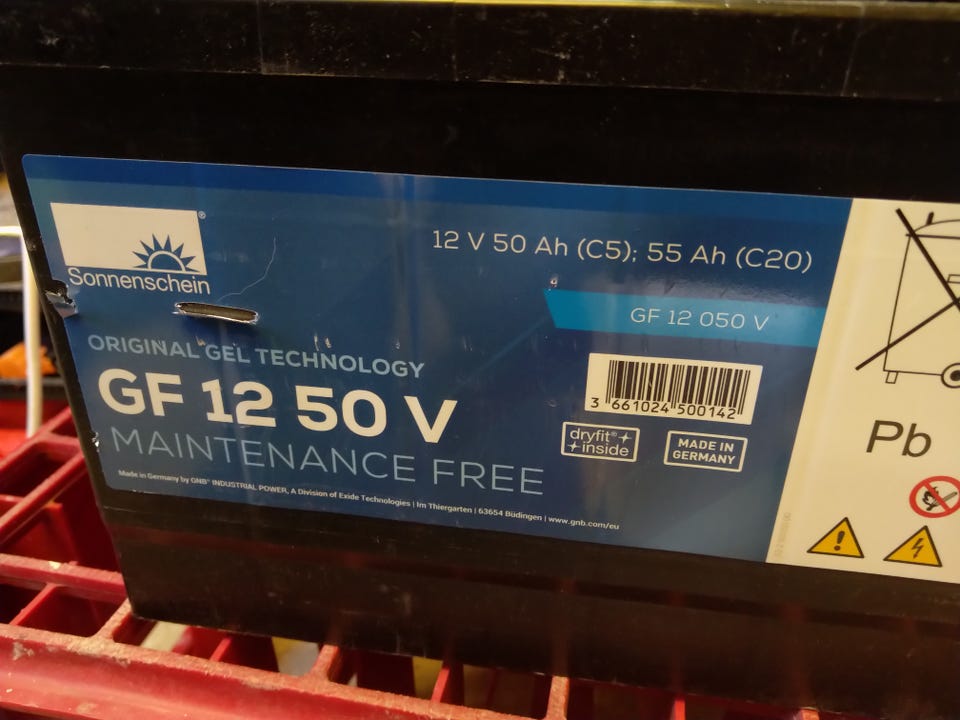 Sonnenschein®
12 V 50 Ah (C5); 55 Ah (C20)
GF 12 050 V
ORIGINAL GEL TECHNOLOGY
GF 12 50 V
MAINTENANCE FREE
3 661024 500142
dryfit®
inside
MADE IN
GERMANY
Made in Germany by GNB® INDUSTRIAL POWER, A Division of Exide Technologies | Im Thiergarten | 63654 Büdingen | www.gnb.com/eu
Pb